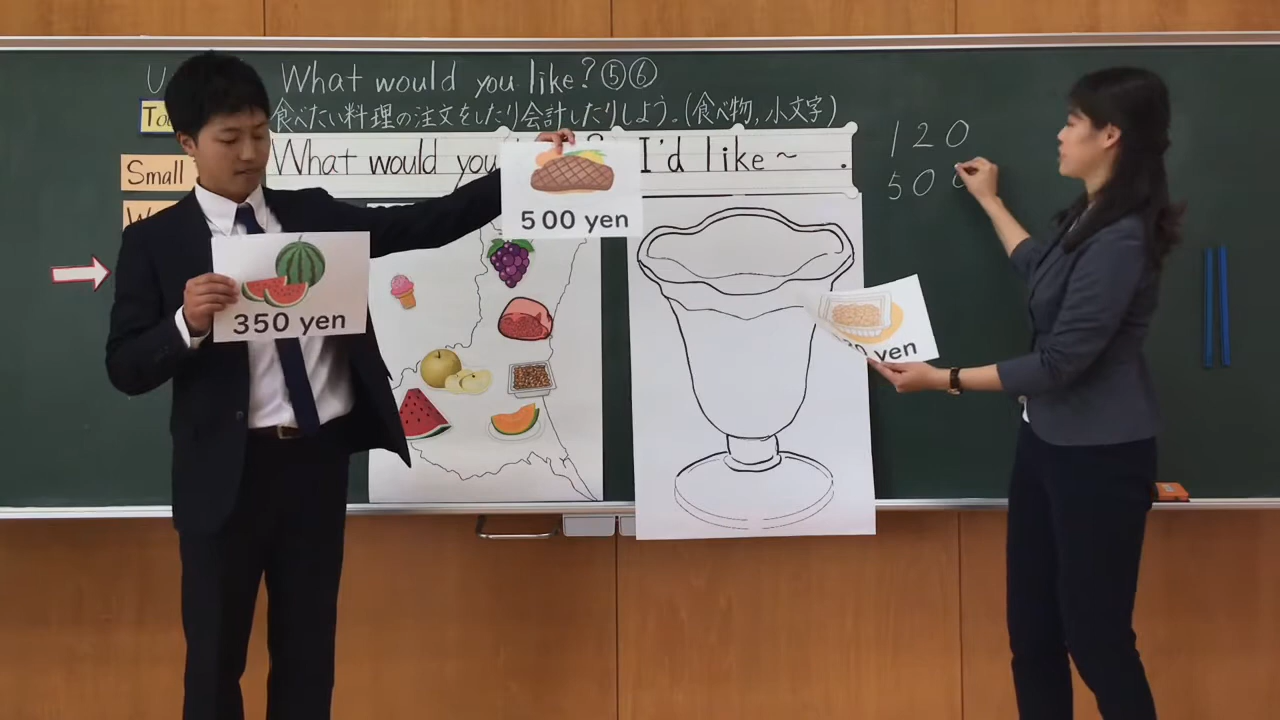 What would you like?⑤⑥
食べたい料理の注文をしたり会計したりしよう。(食べ物, 小文字)
Small
What would you I'd like ~ .
120
500
500 yen
350 yen
yen